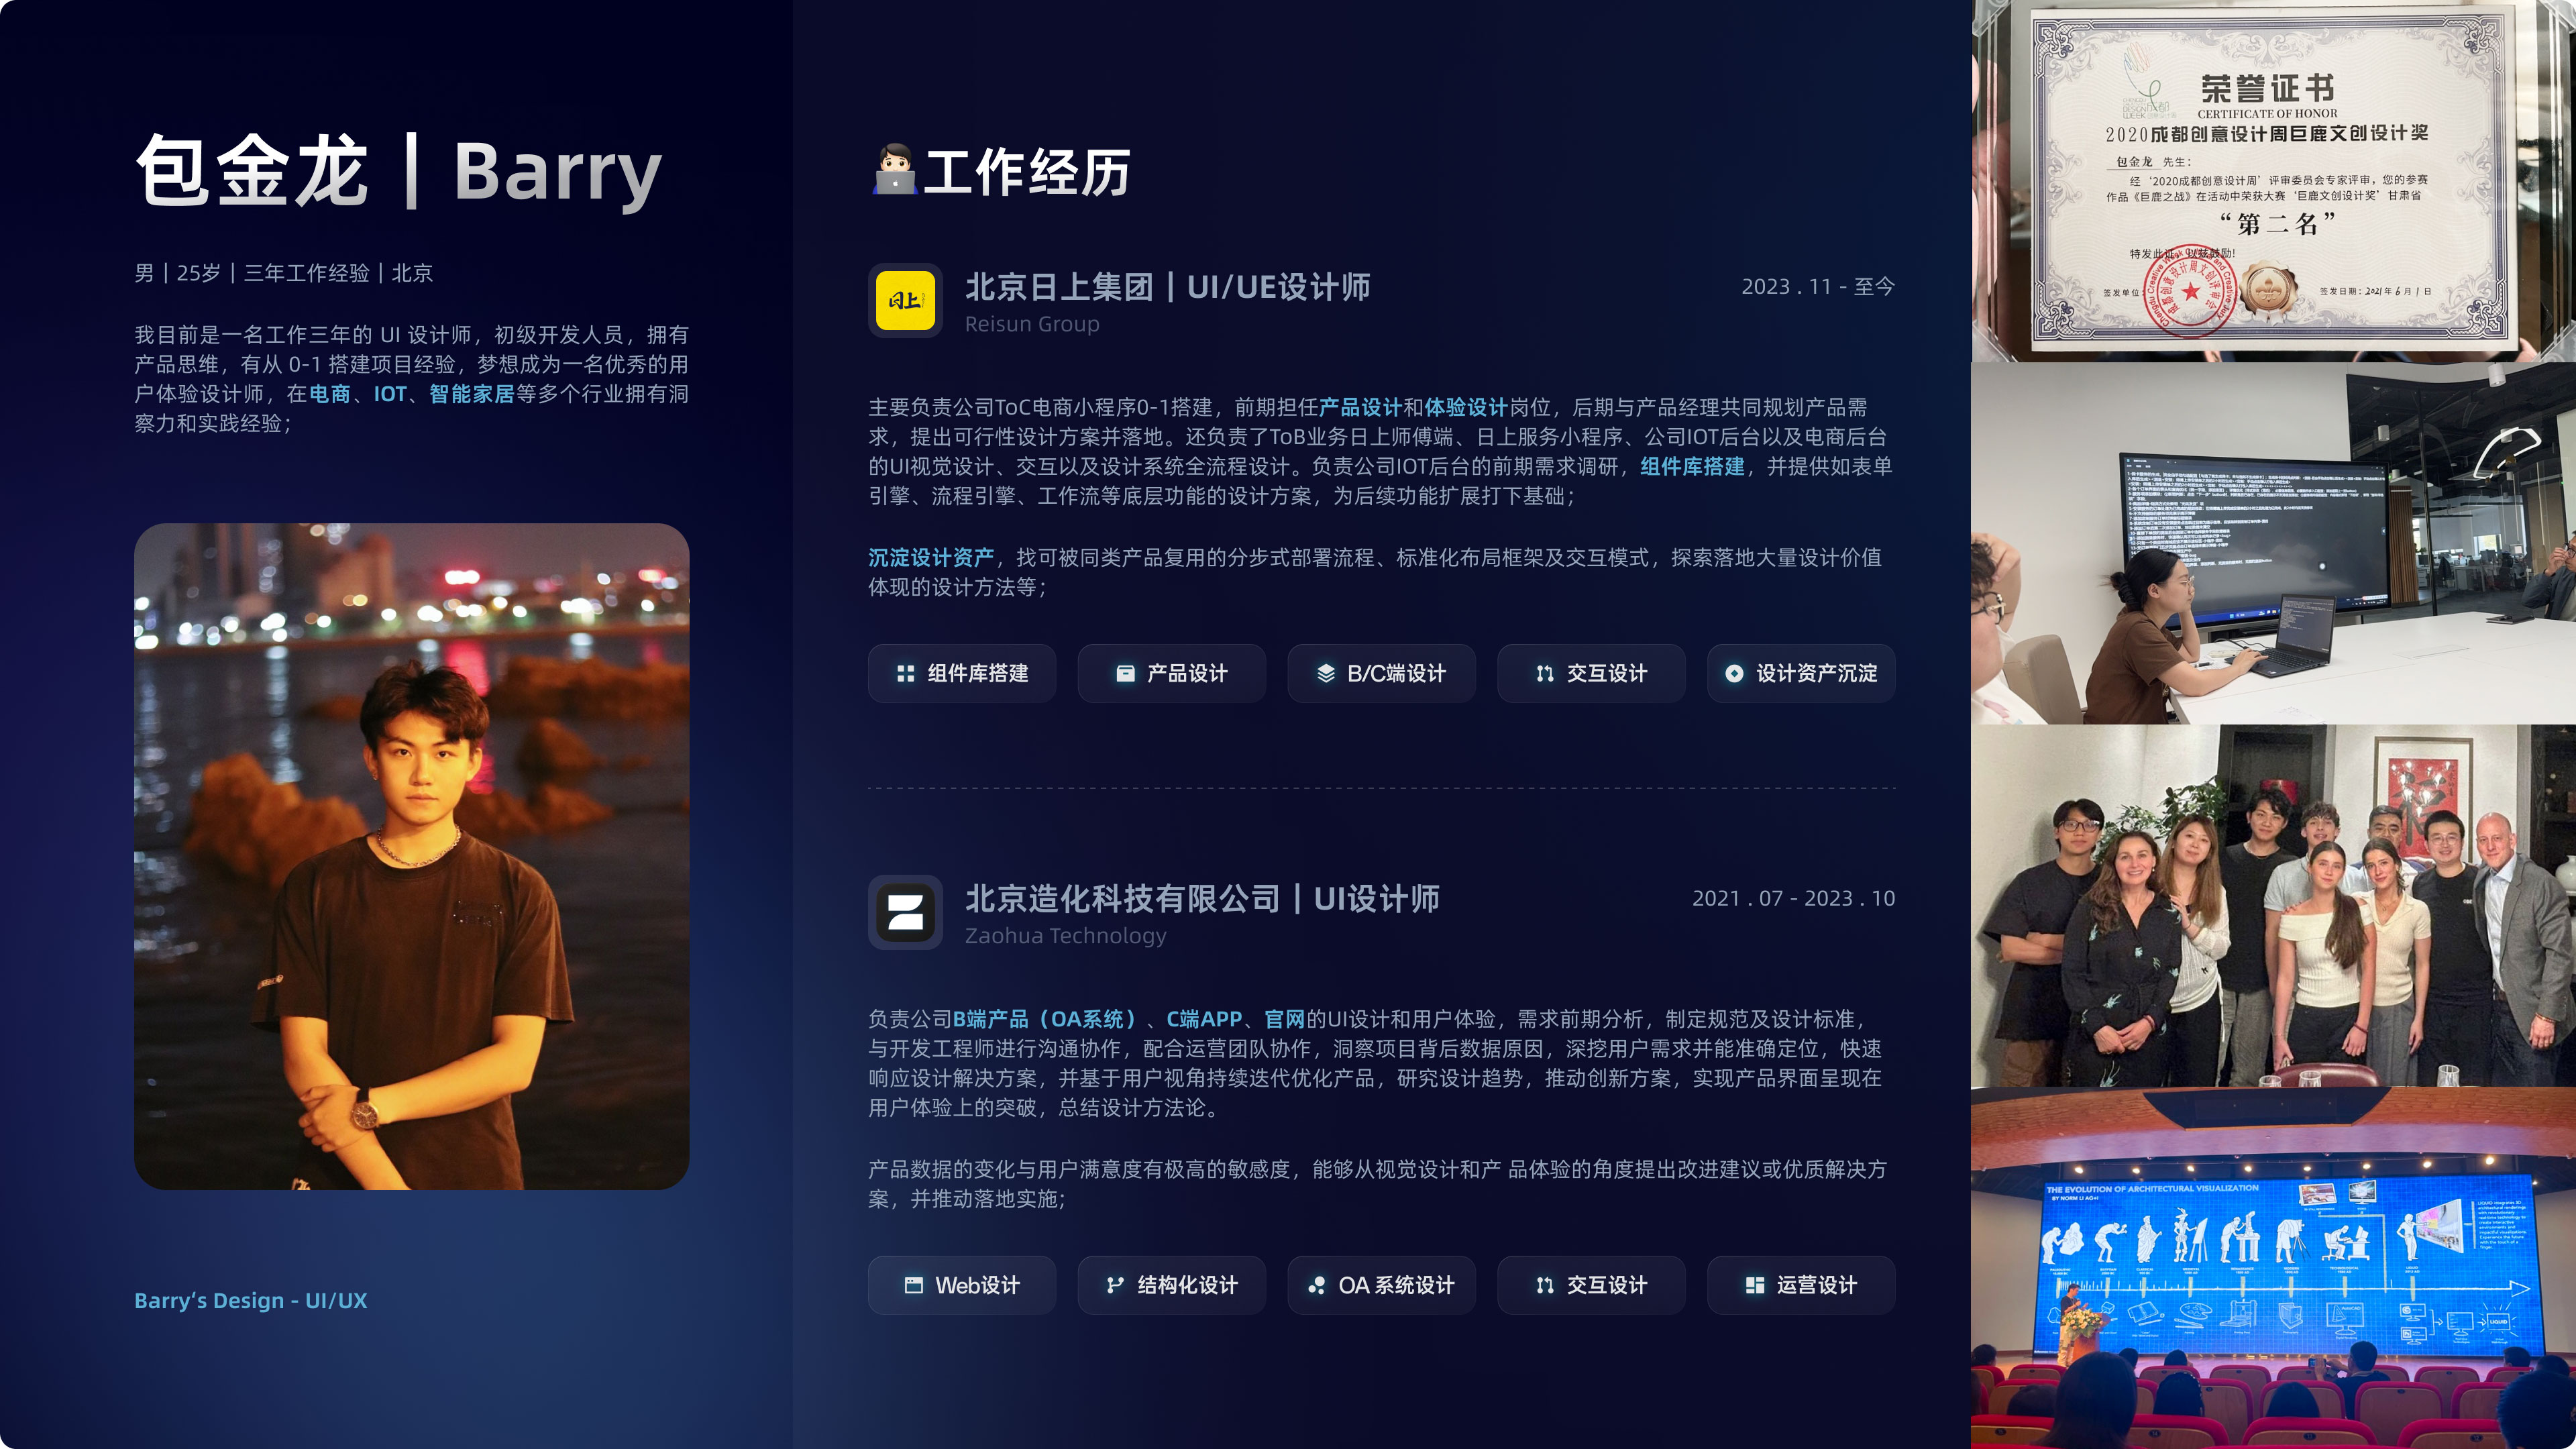 包金龙 | Barry
男 | 25岁 | 三年工作经验 | 北京
我目前是一名工作三年的 UI 设计师，初级开发人员，拥有
产品思维，有从 0-1 搭建项目经验，梦想成为一名优秀的用
户体验设计师，在电商、IOT、智能家居等多个行业拥有洞
察力和实践经验；
Barry‘s Design - UI/UX
工作经历
日上
北京日上集团 | UI/UE设计师
2023 . 11 - 至今
Reisun Group
主要负责公司ToC电商小程序0-1搭建，前期担任产品设计和体验设计岗位，后期与产品经理共同规划产品需
求，提出可行性设计方案并落地。还负责了ToB业务日上师傅端、日上服务小程序、公司IOT后台以及电商后台
的UI视觉设计、交互以及设计系统全流程设计。负责公司IOT后台的前期需求调研，组件库搭建，并提供如表单
引擎、流程引擎、工作流等底层功能的设计方案，为后续功能扩展打下基础；
沉淀设计资产，找可被同类产品复用的分步式部署流程、标准化布局框架及交互模式，探索落地大量设计价值
体现的设计方法等；
组件库搭建
产品设计
B/C端设计
交互设计
设计资产沉淀
北京造化科技有限公司 | UI设计师
2021 . 07 - 2023 . 10
Zaohua Technology
负责公司B端产品（OA系统）、C端APP、官网的UI设计和用户体验，需求前期分析，制定规范及设计标准，
与开发工程师进行沟通协作，配合运营团队协作，洞察项目背后数据原因，深挖用户需求并能准确定位，快速
响应设计解决方案，并基于用户视角持续迭代优化产品，研究设计趋势，推动创新方案，实现产品界面呈现在
用户体验上的突破，总结设计方法论。
产品数据的变化与用户满意度有极高的敏感度，能够从视觉设计和产 品体验的角度提出改进建议或优质解决方
案，并推动落地实施；
Web设计
结构化设计
OA 系统设计
交互设计
运营设计
荣誉证书
CERTIFICATE OF HONOR
2020成都创意设计周巨鹿文创设计奖
包金龙 先生：
经‘2020成都创意设计周’评审委员会专家评审，您的参赛
作品《巨鹿之战》在活动中荣获大赛‘巨鹿文创设计奖’甘肃省
“第二名”
特发此证，以兹鼓励！
签发单位：
签发日期：2021年6月1日
THE EVOLUTION OF ARCHITECTURAL VISUALIZATION
BY NORM LI AG+I
LIQUID